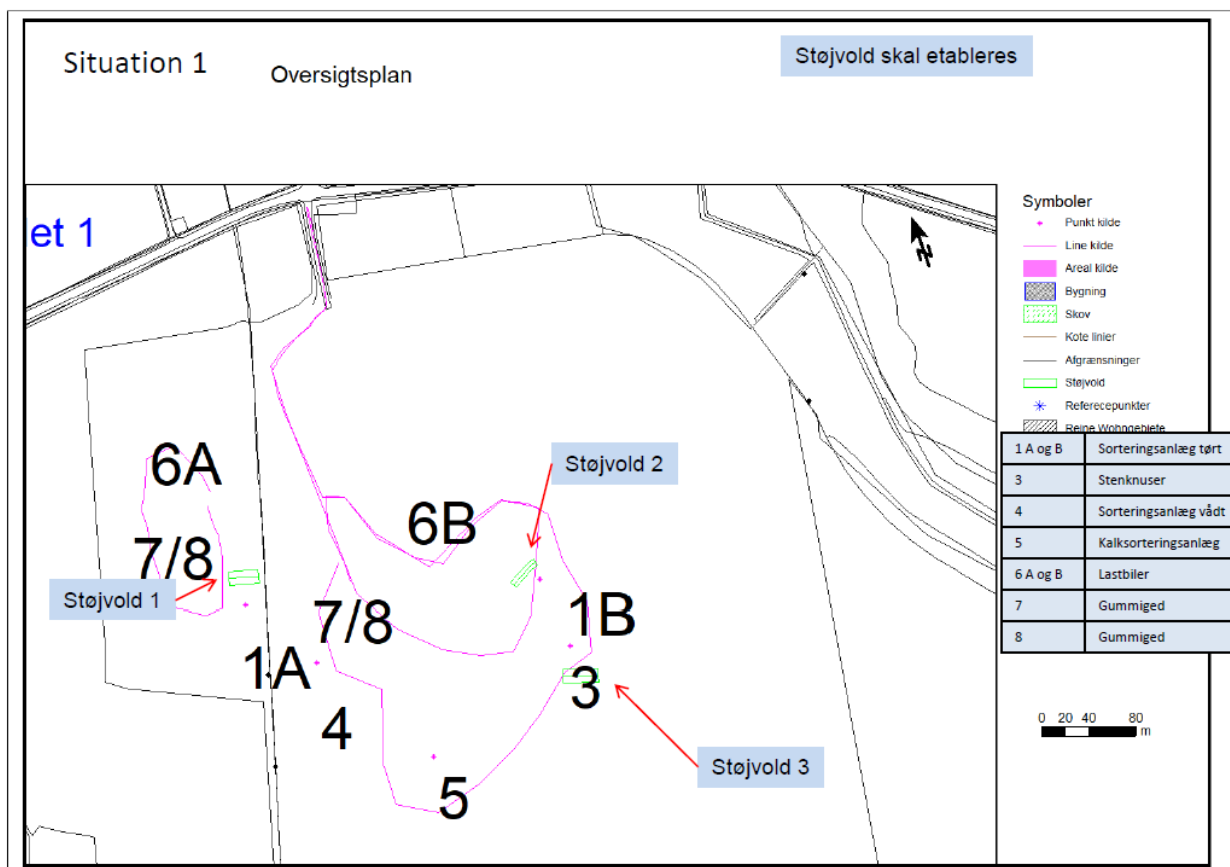 Situation 1
Oversigtsplan
Støjvold skal etableres
et 1
6A
7/8
Støjvold 1
6B
Støjvold 2
7/8
1B
1A
3
4
Støjvold 3
5
Symboler
Punkt kilde
Line kilde
Areal kilde
Bygning
Skov
Kote linier
Afgrænsninger
Støjvold
Referecepunkter
Reine Wohngebiete
1 A og B Sorteringsanlæg tørt
3 Stenknuser
4 Sorteringsanlæg vådt
5 Kalksorteringsanlæg
6 A og B Lastbiler
7 Gummiged
8 Gummiged
0 20 40 80
m